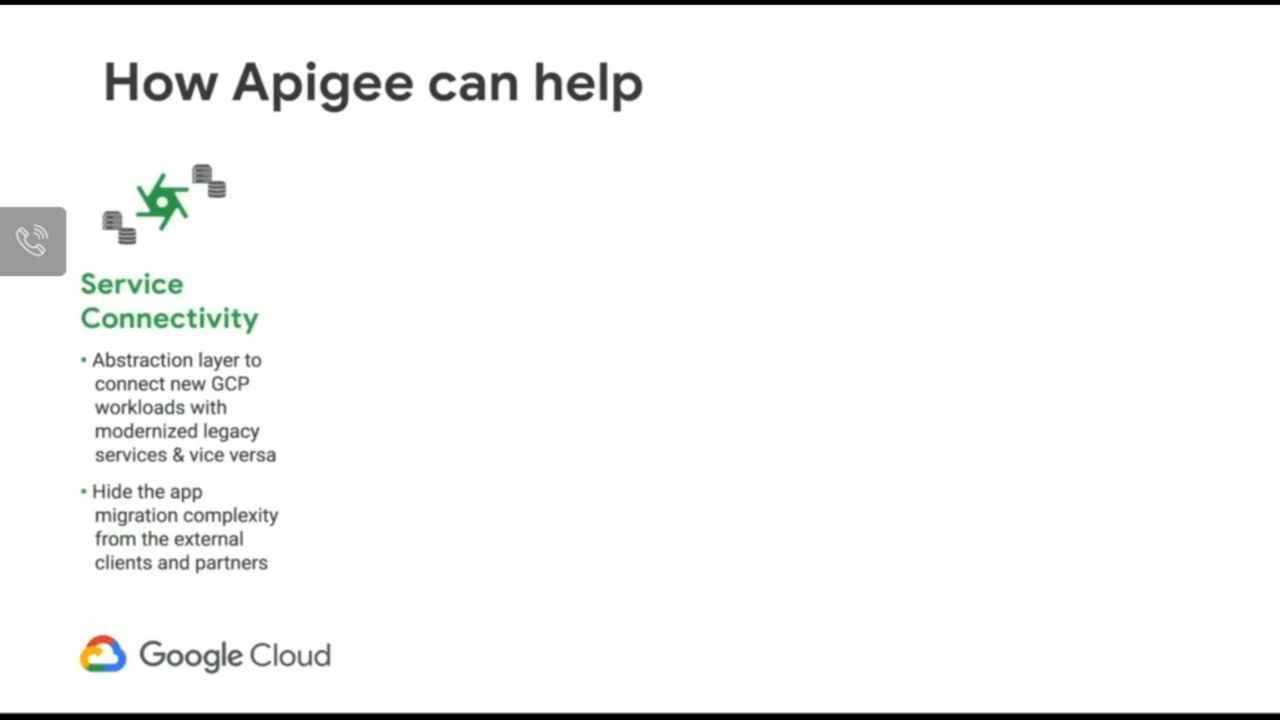 How Apigee can help
Service
Connectivity
• Abstraction layer to
connect new GCP
workloads with
modernized legacy
services & vice versa
• Hide the app
migration complexity
from the external
clients and partners
Google Cloud